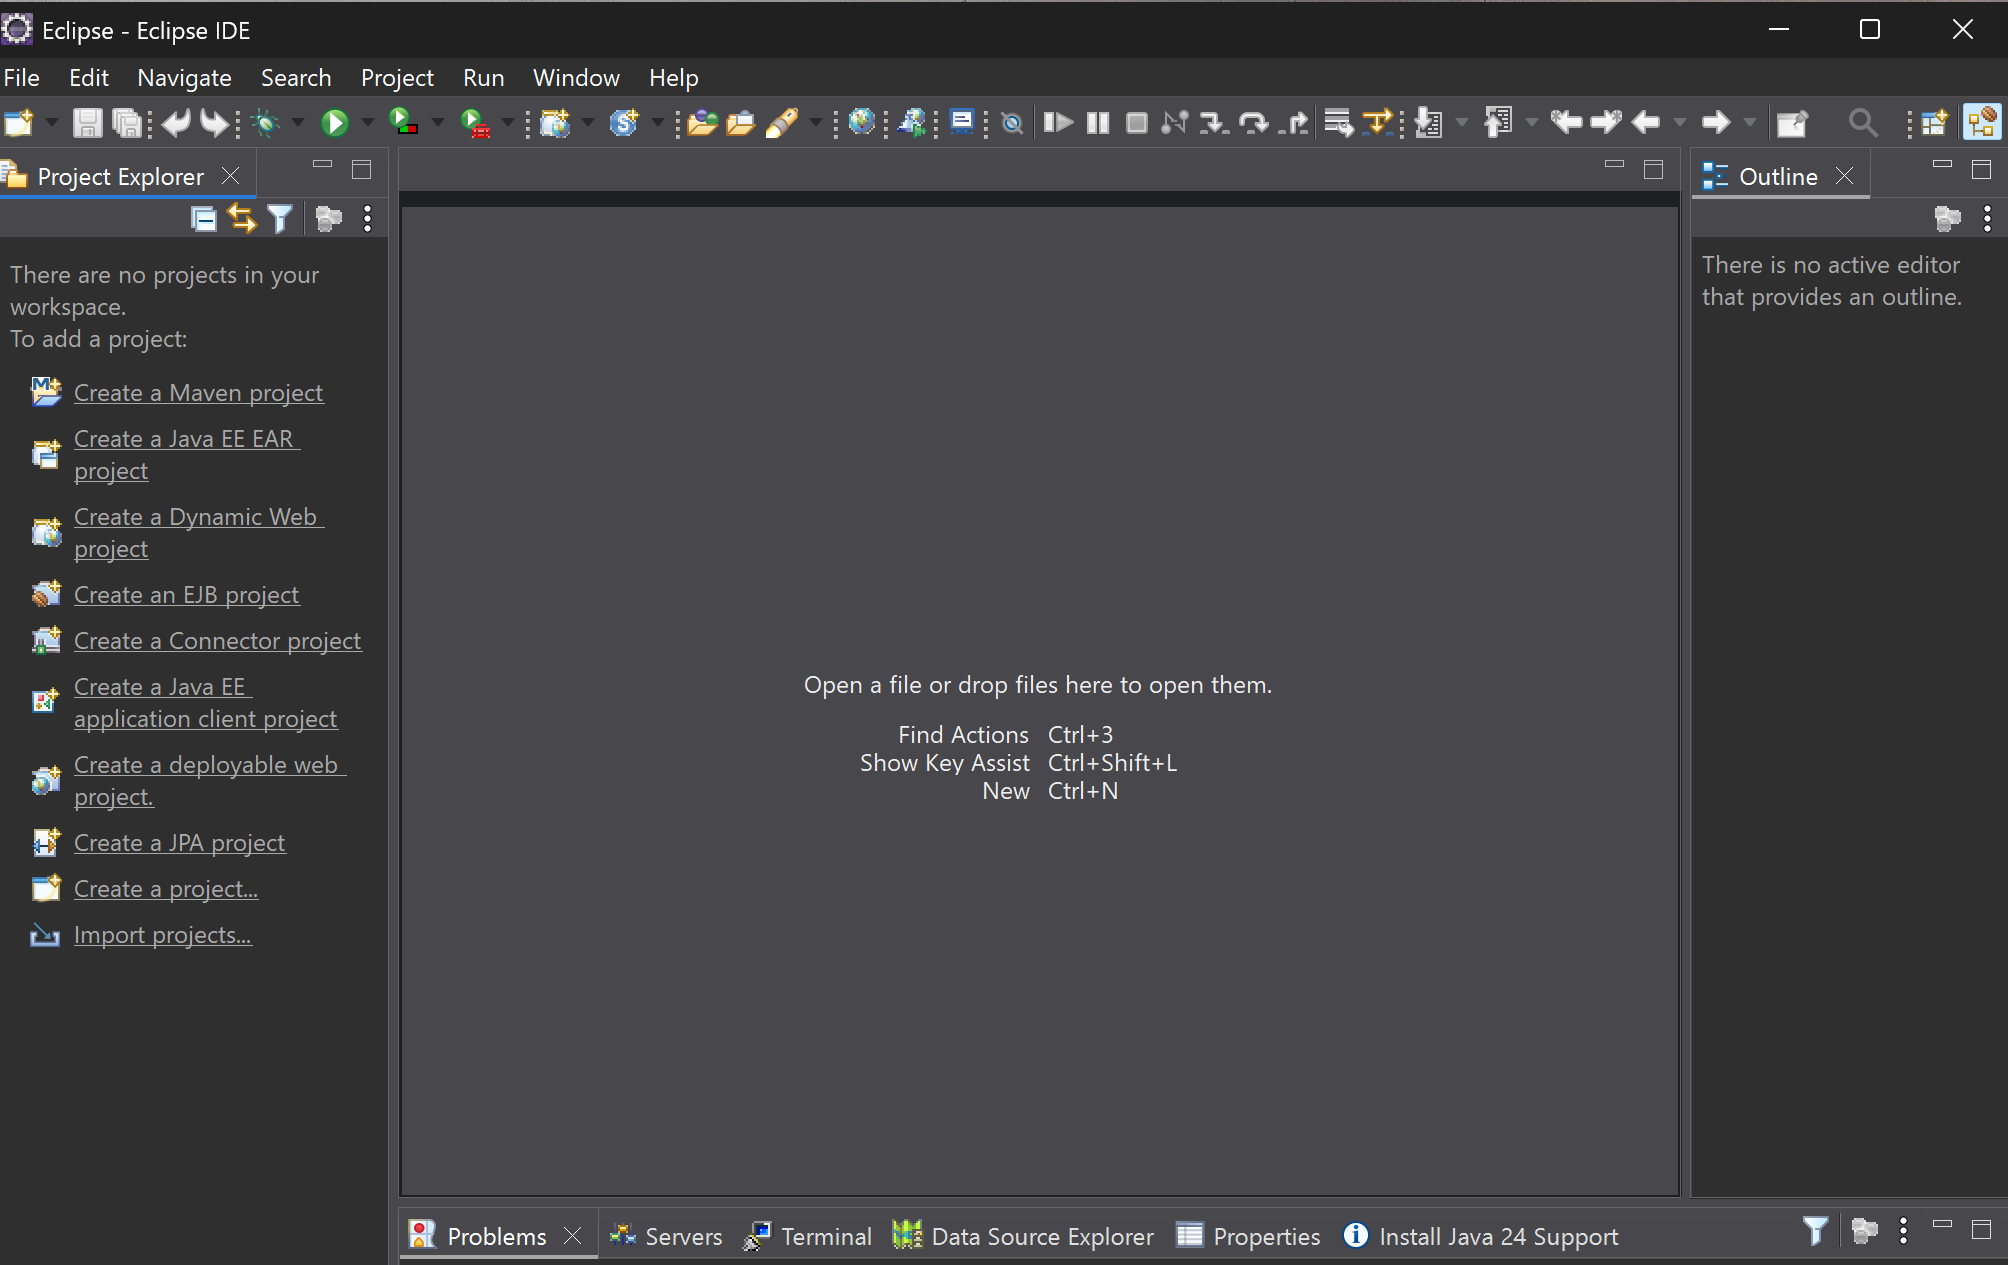 Eclipse - Eclipse IDE
File Edit Navigate Search Project Run Window Help
Project Explorer
There are no projects in your
workspace.
To add a project:
Create a Maven project
Create a Java EE EAR
project
Create a Dynamic Web
project
Create an EJB project
Create a Connector project
Create a Java EE
application client project
Create a deployable web
project.
Create a JPA project
Create a project...
Import projects...
Open a file or drop files here to open them.
Find Actions Ctrl+3
Show Key Assist Ctrl+Shift+L
New Ctrl+N
Outline
There is no active editor
that provides an outline.
Problems Servers Terminal Data Source Explorer Properties Install Java 24 Support